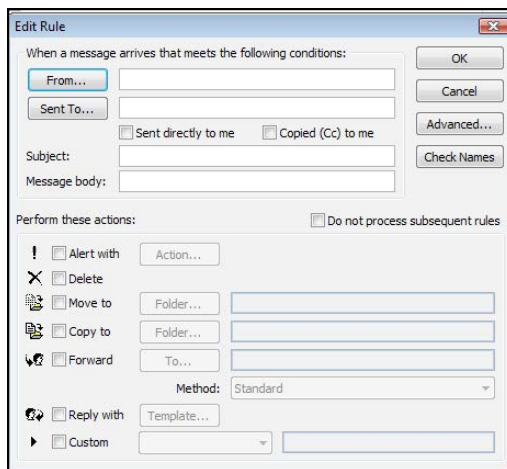 Edit Rule
When a message arrives that meets the following conditions:
OK
From...
Cancel
Sent To...
Advanced...
Sent directly to me Copied (Cc) to me
Subject:
Check Names
Message body:
Perform these actions: Do not process subsequent rules
Alert with Action...
Delete
Move to Folder...
Copy to Folder...
Forward To...
Method: Standard
Reply with Template...
Custom